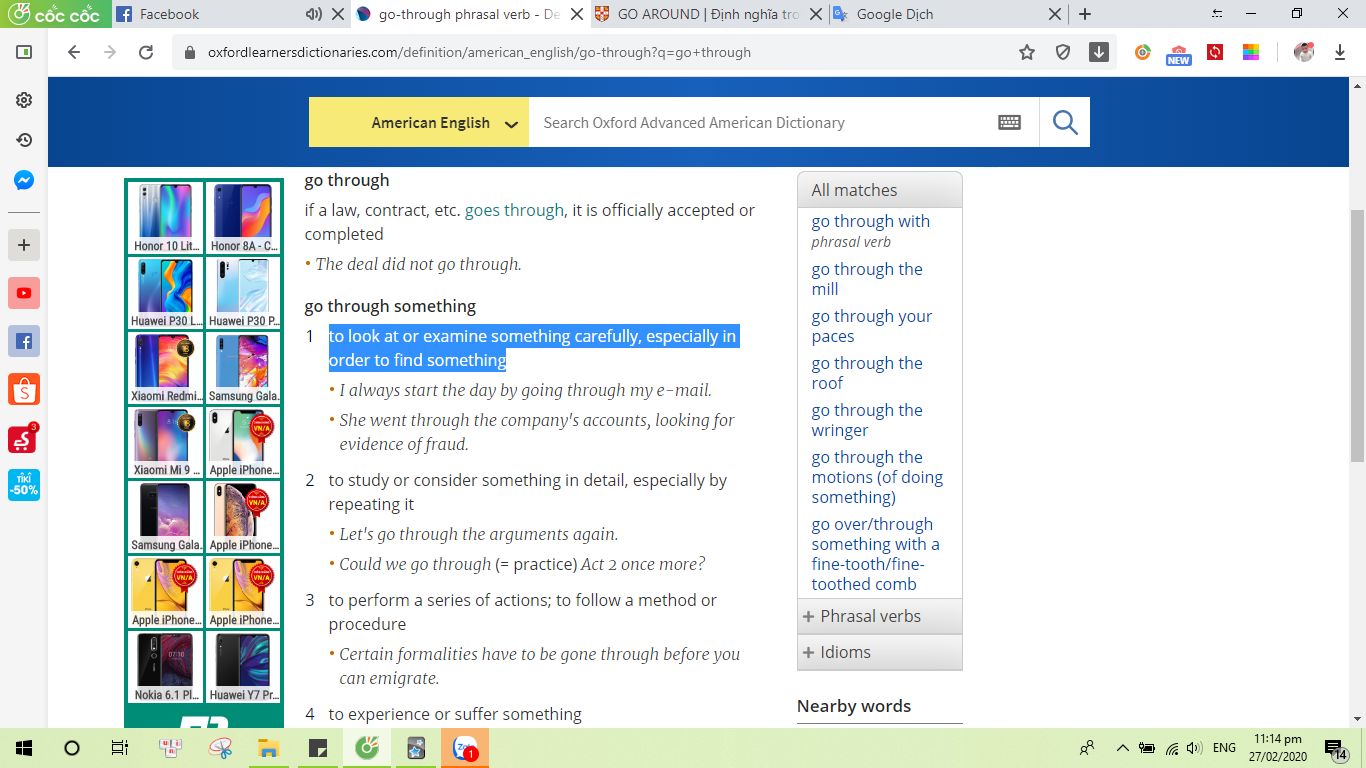 cốc cốc
Facebook
go-through phrasal verb - De
GO AROUND | Định nghĩa tro
Google Dịch
oxfordlearnersdictionaries.com/definition/american_english/go-through?q=go+through
NEW
American English
Search Oxford Advanced American Dictionary
Honor 10 Lit...
Honor 8A - C...
Huawei P30 L...
Huawei P30 P...
Xiaomi Redmi...
Samsung Gala...
Xiaomi Mi 9 ...
VN/A
Apple iPhone...
Samsung Gala...
VN/A
Apple iPhone...
VN/A
Apple iPhone...
VN/A
Apple iPhone...
Nokia 6.1 Pl...
Huawei Y7 Pr...
3
TIKI
-50%
go through
if a law, contract, etc. goes through, it is officially accepted or
completed
• The deal did not go through.
go through something
1 to look at or examine something carefully, especially in
order to find something
• I always start the day by going through my e-mail.
• She went through the company's accounts, looking for
evidence of fraud.
2 to study or consider something in detail, especially by
repeating it
• Let's go through the arguments again.
• Could we go through (= practice) Act 2 once more?
3 to perform a series of actions; to follow a method or
procedure
• Certain formalities have to be gone through before you
can emigrate.
4 to experience or suffer something
All matches
go through with
phrasal verb
go through the
mill
go through your
paces
go through the
roof
go through the
wringer
go through the
motions (of doing
something)
go over/through
something with a
fine-tooth/fine-
toothed comb
+ Phrasal verbs
+ Idioms
Nearby words
1
ENG
11:14 pm
27/02/2020
14